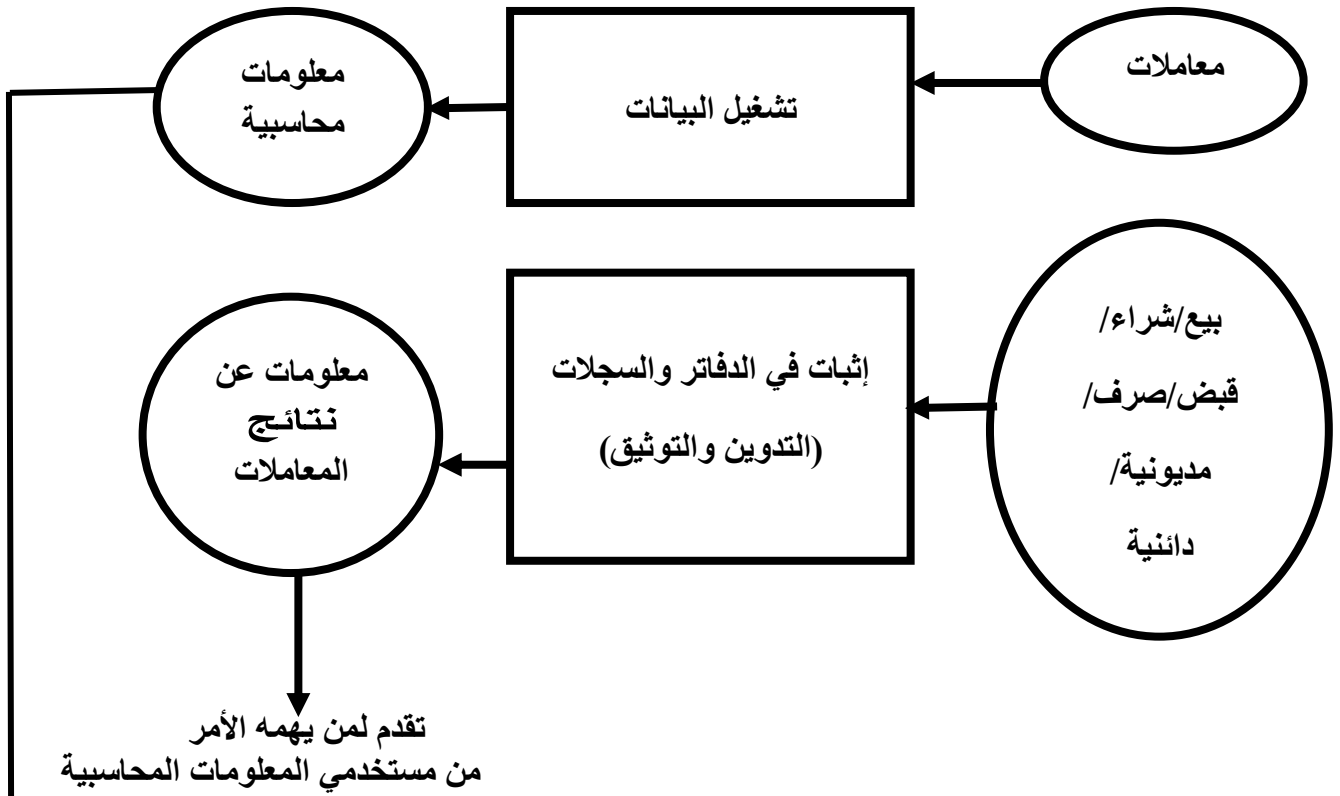 معاملات
تشغيل البيانات
معلومات
محاسبية
بيع/شراء/
قبض/صرف/
مديونية/
دائنية
إثبات في الدفاتر والسجلات
(التدوين والتوثيق)
معلومات عن
نتائج
المعاملات
تقدم لمن يهمه الأمر
من مستخدمي المعلومات المحاسبية